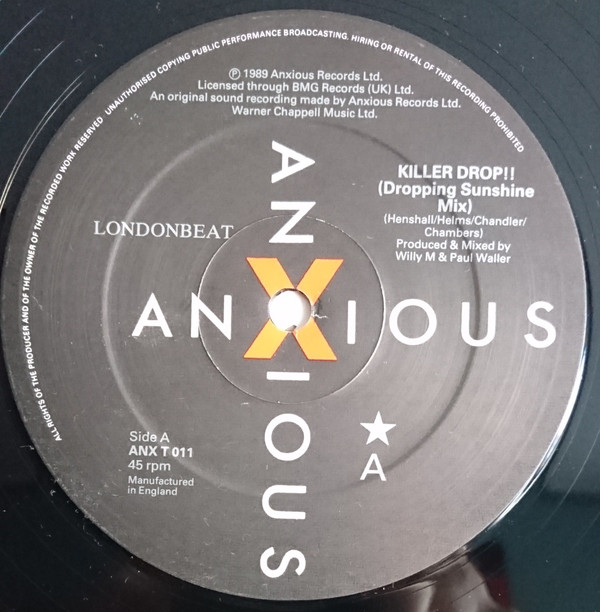 ALL RIGHTS OF THE PRODUCER AND OF THE OWNER OF THE RECORDED WORK RESERVED UNAUTHORISED COPYING PUBLIC PERFORMANCE BROADCASTING. HIRING OR RENTAL OF THIS RECORDING PROHIBITED
℗ 1989 Anxious Records Ltd.
Licensed through BMG Records (UK) Ltd.
An original sound recording made by Anxious Records Ltd.
Warner Chappell Music Ltd.
KILLER DROP!!
(Dropping Sunshine
Mix)
(Henshall/Helms/Chandler/
Chambers)
Produced & Mixed by
Willy M & Paul Waller
LONDONBEAT
ANXIOUS
ANXIOUS
Side A
ANX T 011
45 rpm
Manufactured
in England
★
A